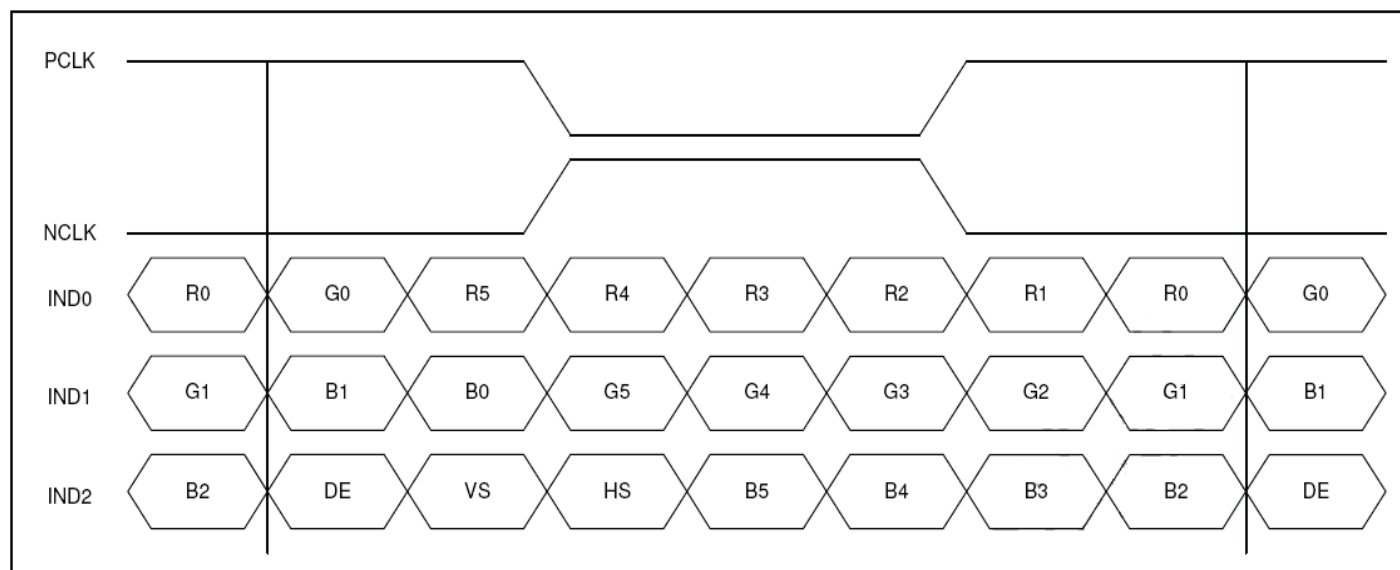 PCLK
NCLK
IND0 R0 G0 R5 R4 R3 R2 R1 R0 G0
IND1 G1 B1 B0 G5 G4 G3 G2 G1 B1
IND2 B2 DE VS HS B5 B4 B3 B2 DE